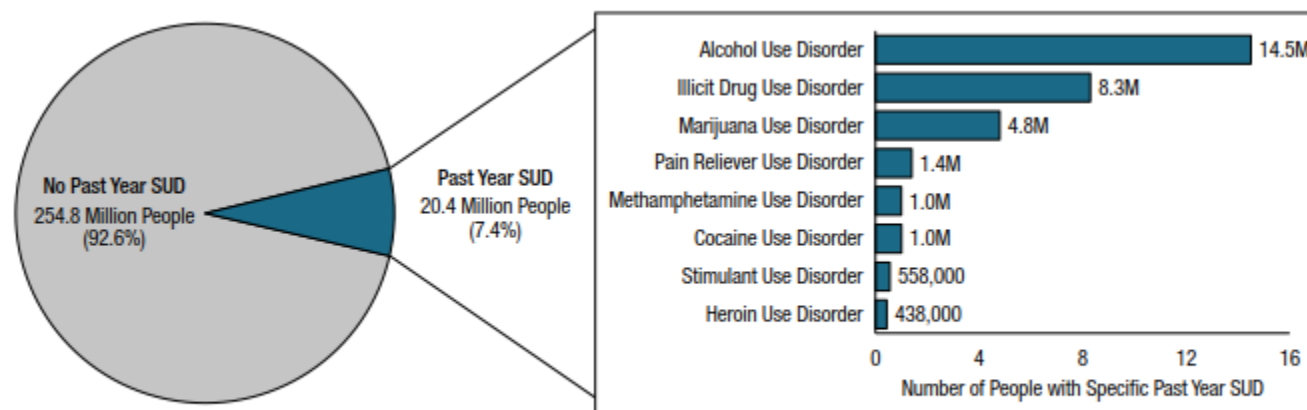 No Past Year SUD
254.8 Million People
(92.6%)
Past Year SUD
20.4 Million People
(7.4%)
Alcohol Use Disorder 14.5M
Illicit Drug Use Disorder 8.3M
Marijuana Use Disorder 4.8M
Pain Reliever Use Disorder 1.4M
Methamphetamine Use Disorder 1.0M
Cocaine Use Disorder 1.0M
Stimulant Use Disorder 558,000
Heroin Use Disorder 438,000
0 4 8 12 16
Number of People with Specific Past Year SUD